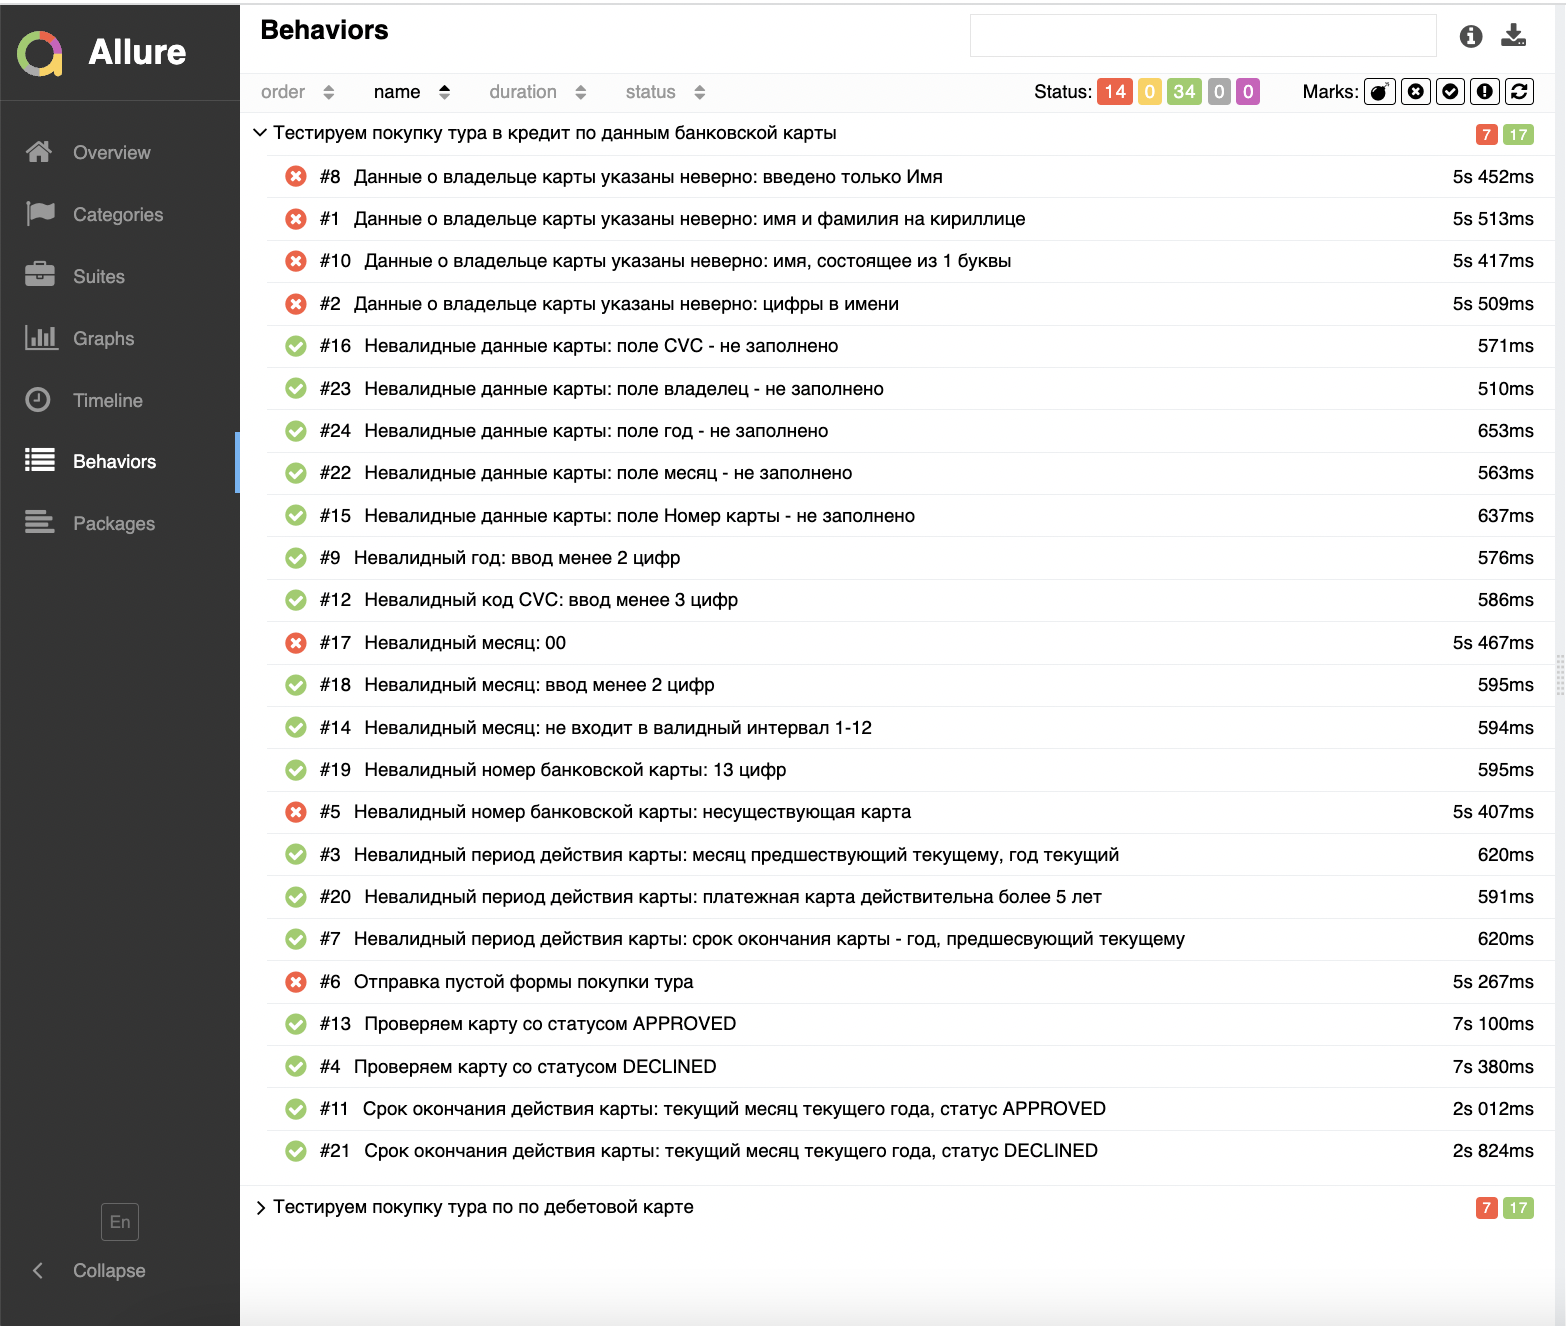 Allure
Overview
Categories
Suites
Graphs
Timeline
Behaviors
Packages
En
Collapse
Behaviors
order name duration status Status: 14 0 34 0 0 Marks:
Тестируем покупку тура в кредит по данным банковской карты 7 17
#8 Данные о владельце карты указаны неверно: введено только Имя 5s 452ms
#1 Данные о владельце карты указаны неверно: имя и фамилия на кириллице 5s 513ms
#10 Данные о владельце карты указаны неверно: имя, состоящее из 1 буквы 5s 417ms
#2 Данные о владельце карты указаны неверно: цифры в имени 5s 509ms
#16 Невалидные данные карты: поле CVC - не заполнено 571ms
#23 Невалидные данные карты: поле владелец - не заполнено 510ms
#24 Невалидные данные карты: поле год - не заполнено 653ms
#22 Невалидные данные карты: поле месяц - не заполнено 563ms
#15 Невалидные данные карты: поле Номер карты - не заполнено 637ms
#9 Невалидный год: ввод менее 2 цифр 576ms
#12 Невалидный код CVC: ввод менее 3 цифр 586ms
#17 Невалидный месяц: 00 5s 467ms
#18 Невалидный месяц: ввод менее 2 цифр 595ms
#14 Невалидный месяц: не входит в валидный интервал 1-12 594ms
#19 Невалидный номер банковской карты: 13 цифр 595ms
#5 Невалидный номер банковской карты: несуществующая карта 5s 407ms
#3 Невалидный период действия карты: месяц предшествующий текущему, год текущий 620ms
#20 Невалидный период действия карты: платежная карта действительна более 5 лет 591ms
#7 Невалидный период действия карты: срок окончания карты - год, предшесвующий текущему 620ms
#6 Отправка пустой формы покупки тура 5s 267ms
#13 Проверяем карту со статусом APPROVED 7s 100ms
#4 Проверяем карту со статусом DECLINED 7s 380ms
#11 Срок окончания действия карты: текущий месяц текущего года, статус APPROVED 2s 012ms
#21 Срок окончания действия карты: текущий месяц текущего года, статус DECLINED 2s 824ms
Тестируем покупку тура по по дебетовой карте 7 17